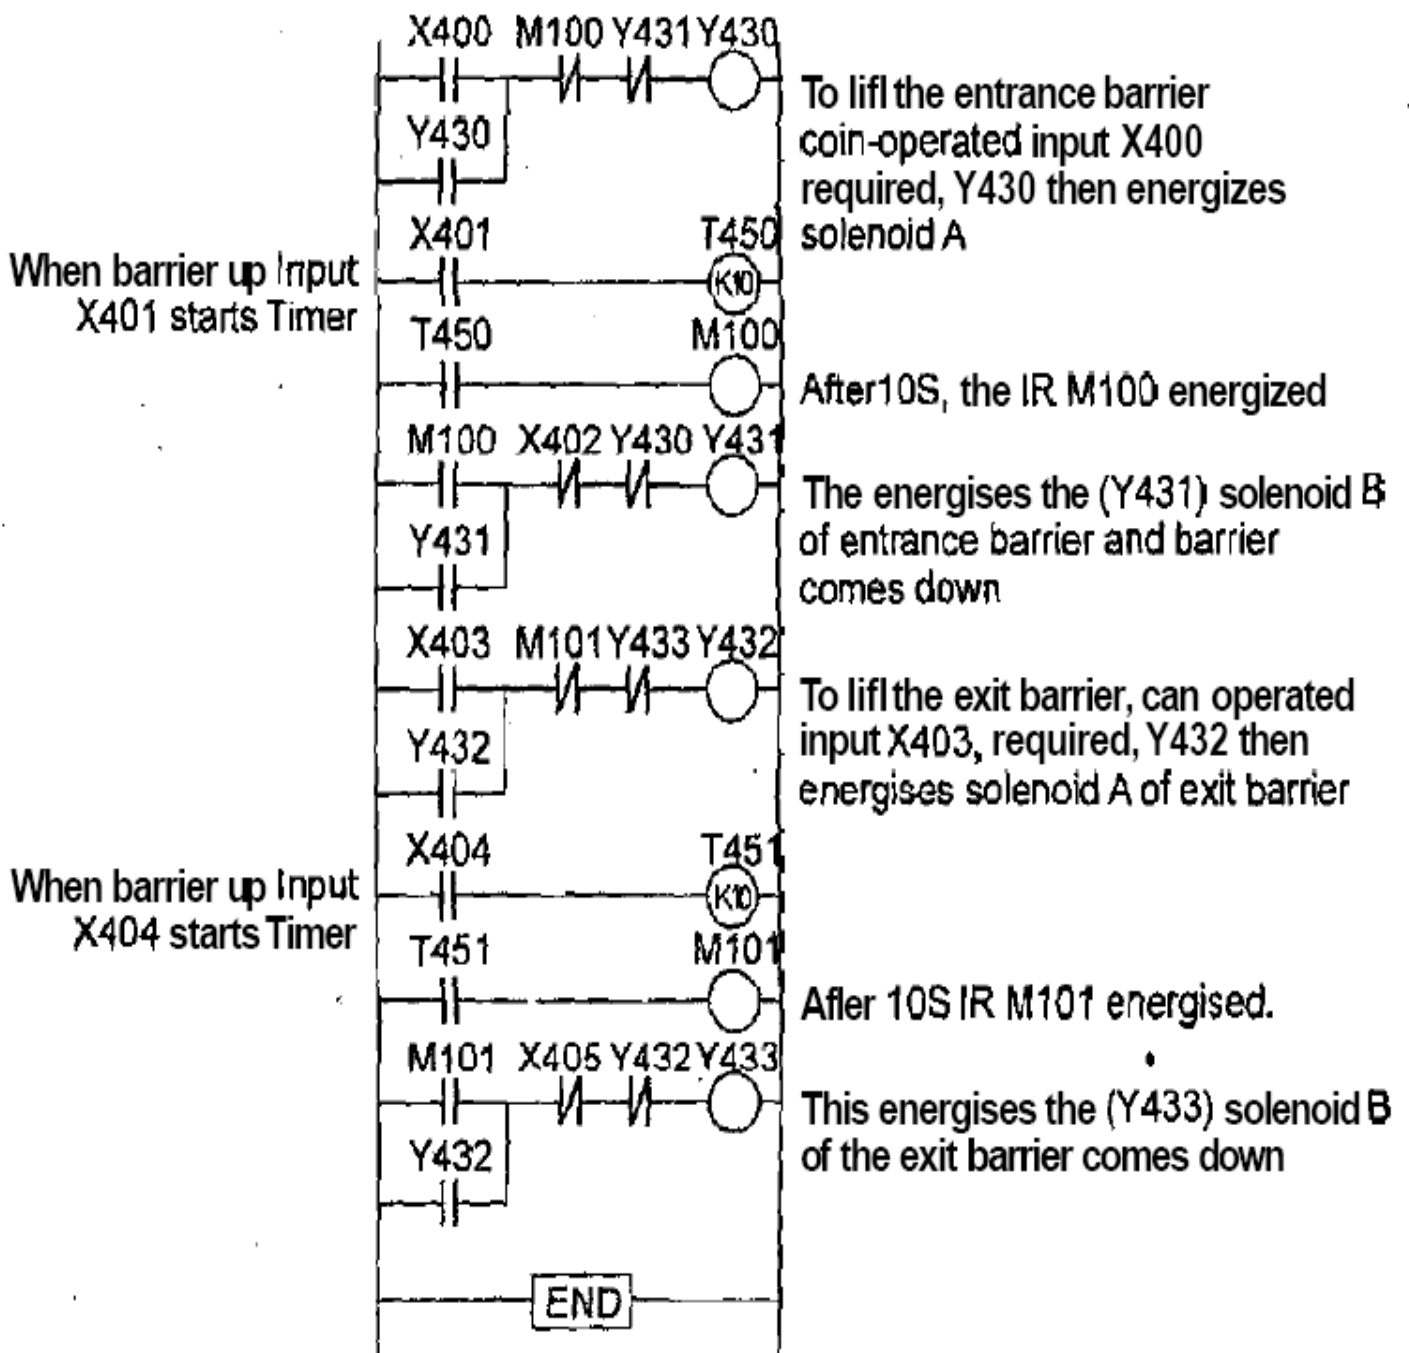 X400 M100 Y431 Y430
To lifl the entrance barrier
coin-operated input X400
required, Y430 then energizes
solenoid A
Y430
X401 T450
K10
When barrier up Input
X401 starts Timer
T450 M100
After10S, the IR M100 energized
M100 X402 Y430 Y431
The energises the (Y431) solenoid B
of entrance barrier and barrier
comes down
Y431
X403 M101 Y433 Y432
To lifl the exit barrier, can operated
input X403, required, Y432 then
energises solenoid A of exit barrier
Y432
X404 T451
K10
When barrier up Input
X404 starts Timer
T451 M101
Afler 10S IR M101 energised.
M101 X405 Y432 Y433
This energises the (Y433) solenoid B
of the exit barrier comes down
Y432
END